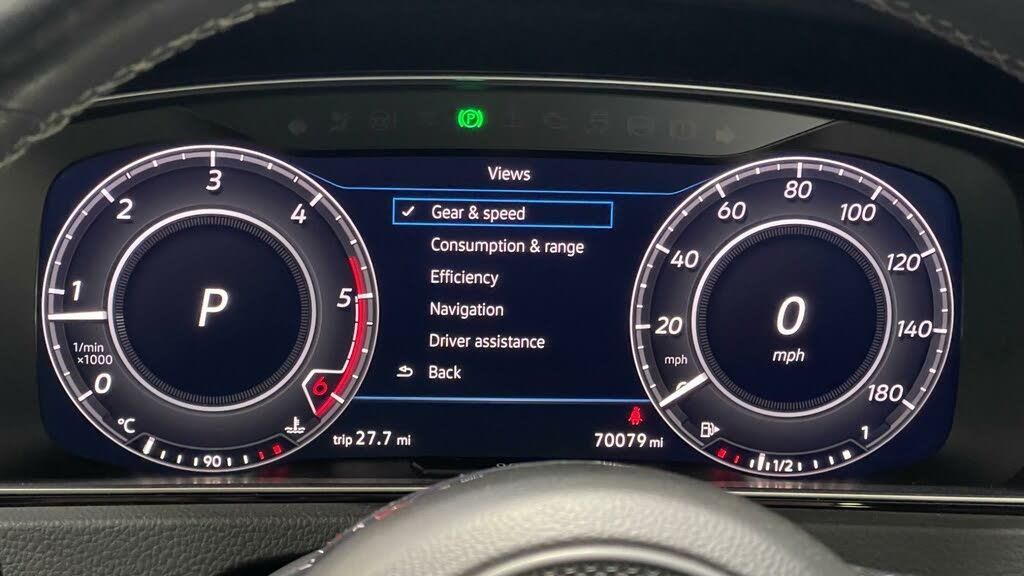 P
Views
Gear & speed
Consumption & range
Efficiency
Navigation
Driver assistance
Back
1/min
×1000
0
1
2
3
4
5
6
°C
90
trip 27.7 mi
70079 mi
0
20
40
60
80
100
120
140
180
mph
0
mph
1/2
1
P